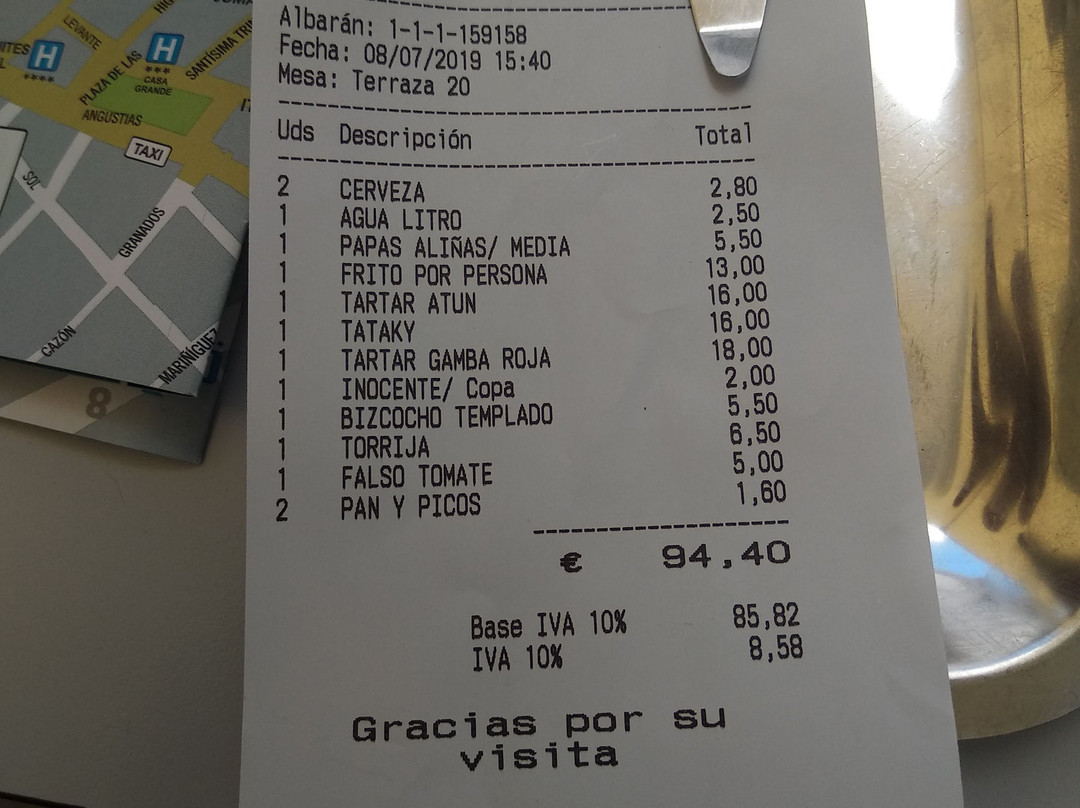 Albarán: 1-1-1-159158
Fecha: 08/07/2019 15:40
Mesa: Terraza 20
Uds Descripción Total
2 CERVEZA 2,80
1 AGUA LITRO 2,50
1 PAPAS ALIÑAS/ MEDIA 5,50
1 FRITO POR PERSONA 13,00
1 TARTAR ATUN 16,00
1 TATAKY 16,00
1 TARTAR GAMBA ROJA 18,00
1 INOCENTE/ Copa 2,00
1 BIZCOCHO TEMPLADO 5,50
1 TORRIJA 6,50
1 FALSO TOMATE 5,00
2 PAN Y PICOS 1,60
€ 94,40
Base IVA 10% 85,82
IVA 10% 8,58
Gracias por su
visita
LEVANTE
H
****
H
***
CASA
GRANDE
PLAZA DE LAS
ANGUSTIAS
TAXI
SOL
GRANADOS
CAZÓN
MARIÑIGUEZ
8